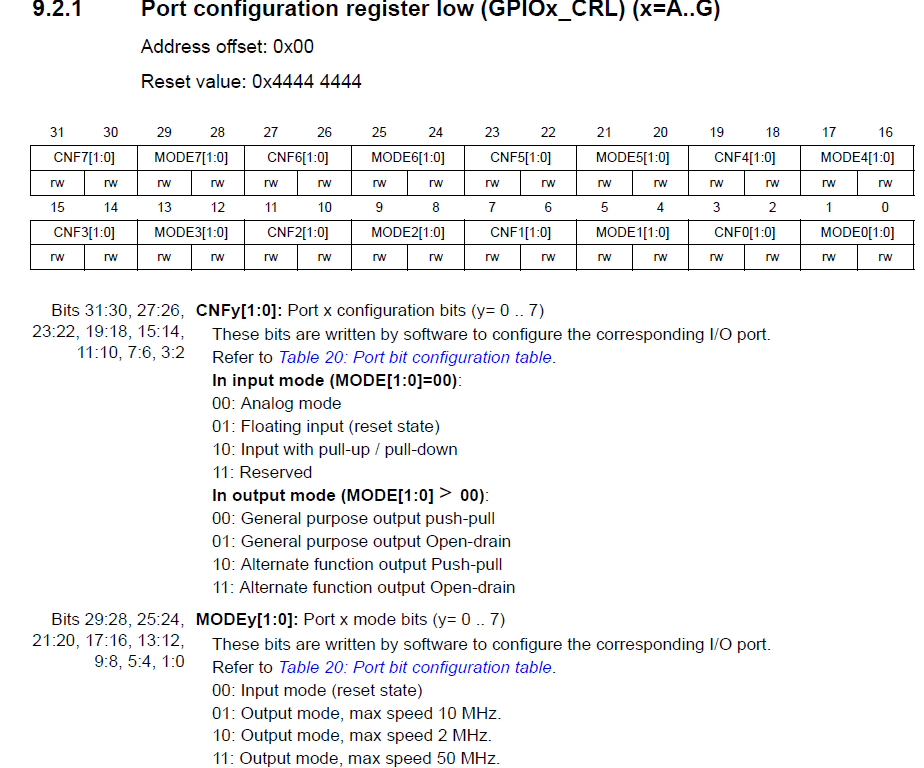 9.2.1 Port configuration register low (GPIOx_CRL) (x=A..G)
Address offset: 0x00
Reset value: 0x4444 4444
31 30 29 28 27 26 25 24 23 22 21 20 19 18 17 16
CNF7[1:0] MODE7[1:0] CNF6[1:0] MODE6[1:0] CNF5[1:0] MODE5[1:0] CNF4[1:0] MODE4[1:0]
rw rw rw rw rw rw rw rw rw rw rw rw rw rw rw rw
15 14 13 12 11 10 9 8 7 6 5 4 3 2 1 0
CNF3[1:0] MODE3[1:0] CNF2[1:0] MODE2[1:0] CNF1[1:0] MODE1[1:0] CNF0[1:0] MODE0[1:0]
rw rw rw rw rw rw rw rw rw rw rw rw rw rw rw rw
Bits 31:30, 27:26, CNFy[1:0]: Port x configuration bits (y= 0 .. 7)
23:22, 19:18, 15:14, These bits are written by software to configure the corresponding I/O port.
11:10, 7:6, 3:2 Refer to Table 20: Port bit configuration table.
In input mode (MODE[1:0]=00):
00: Analog mode
01: Floating input (reset state)
10: Input with pull-up / pull-down
11: Reserved
In output mode (MODE[1:0] > 00):
00: General purpose output push-pull
01: General purpose output Open-drain
10: Alternate function output Push-pull
11: Alternate function output Open-drain
Bits 29:28, 25:24, MODEy[1:0]: Port x mode bits (y= 0 .. 7)
21:20, 17:16, 13:12, These bits are written by software to configure the corresponding I/O port.
9:8, 5:4, 1:0 Refer to Table 20: Port bit configuration table.
00: Input mode (reset state)
01: Output mode, max speed 10 MHz.
10: Output mode, max speed 2 MHz.
11: Output mode, max speed 50 MHz.